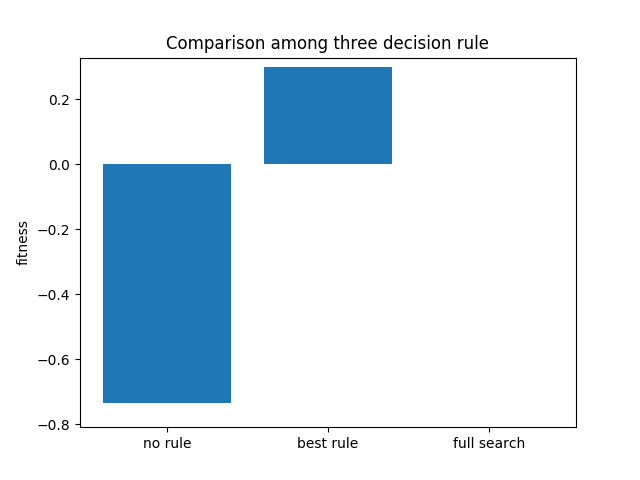 Comparison among three decision rule
fitness
0.2
0.0
−0.2
−0.4
−0.6
−0.8
no rule
best rule
full search